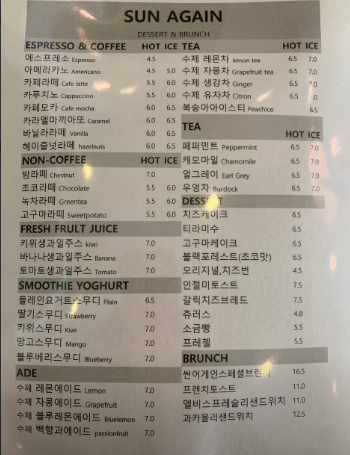 SUN AGAIN
DESSERT & BRUNCH
ESPRESSO & COFFEE HOT ICE
에스프레소 Espresso 4.5
아메리카노 Americano 4.5 5.0
카페라떼 Cafe latte 5.5 6.0
카푸치노 Cappuccino 5.5 6.0
카페모카 Cafe mocha 6.0 6.5
카라멜마끼아또 Caramel 6.0 6.5
바닐라라떼 Vanilla 6.0 6.5
헤이즐넛라떼 hazelnuts 6.0 6.5
NON-COFFEE HOT ICE
밤라떼 Chestnut 7.0
초코라떼 Chocolate 5.5 6.0
녹차라떼 Greentea 5.5 6.0
고구마라떼 Sweetpotato 5.5 6.0
FRESH FRUIT JUICE
키위생과일주스 kiwi 7.0
바나나생과일주스 Banana 7.0
토마토생과일주스 Tomato 7.0
SMOOTHIE YOGHURT
플레인요거트스무디 Plain 6.5
딸기스무디 Strawberry 7.0
키위스무디 Kiwi 7.0
망고스무디 Mango 7.0
블루베리스무디 Blueberry 7.0
ADE
수제 레몬에이드 Lemon 7.0
수제 자몽에이드 Grapefruit 7.0
수제 블루레몬에이드 Bluelemon 7.0
수제 백향과에이드 passionfruit 7.0
TEA HOT ICE
수제 레몬차 lemon tea 6.5 7.0
수제 자몽차 Grapefruit tea 6.5 7.0
수제 생강차 Ginger 6.5 7.0
수제 유자차 Citron 6.5
복숭아아이스티 Peachice 6.5
TEA HOT ICE
페퍼민트 Peppermint 6.5 7.0
캐모마일 Chamomile 6.5 7.0
얼그레이 Earl Grey 6.5 7.0
우엉차 Burdock 6.5 7.0
DESSERT
치즈케이크 6.5
티라미수 6.5
고구마케이크 6.5
블랙포레스트(초코맛) 6.5
오리지널,치즈번 4.5
인절미토스트 7.5
갈릭치즈브레드 7.5
츄러스 4.8
소금빵 5.5
프레첼 5.5
BRUNCH
썬어게인스페셜브런치 16.5
프렌치토스트 11.0
엘비스프레슬리샌드위치 11.0
과카몰리샌드위치 12.5